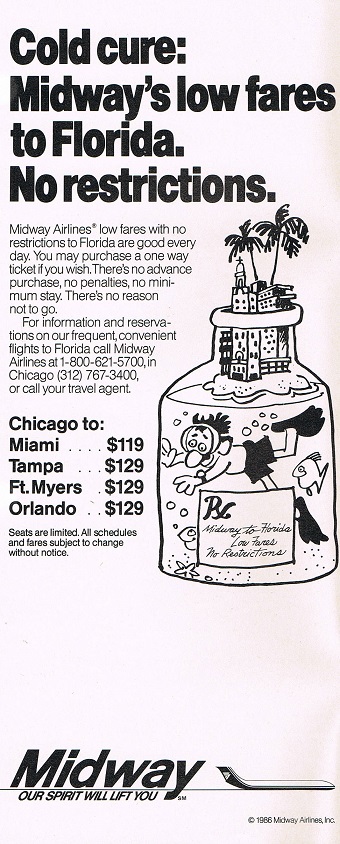 Cold cure:
Midway's low fares
to Florida.
No restrictions.
Midway Airlines® low fares with no
restrictions to Florida are good every
day. You may purchase a one way
ticket if you wish. There's no advance
purchase, no penalties, no mini-
mum stay. There's no reason
not to go.
For information and reserva-
tions on our frequent, convenient
flights to Florida call Midway
Airlines at 1-800-621-5700, in
Chicago (312) 767-3400,
or call your travel agent.
Chicago to:
Miami .... $119
Tampa ... $129
Ft. Myers . $129
Orlando .. $129
Seats are limited. All schedules
and fares subject to change
without notice.
Rx
Midway to Florida
Low Fares
No Restrictions
Midway
OUR SPIRIT WILL LIFT YOU SM
© 1986 Midway Airlines, Inc.